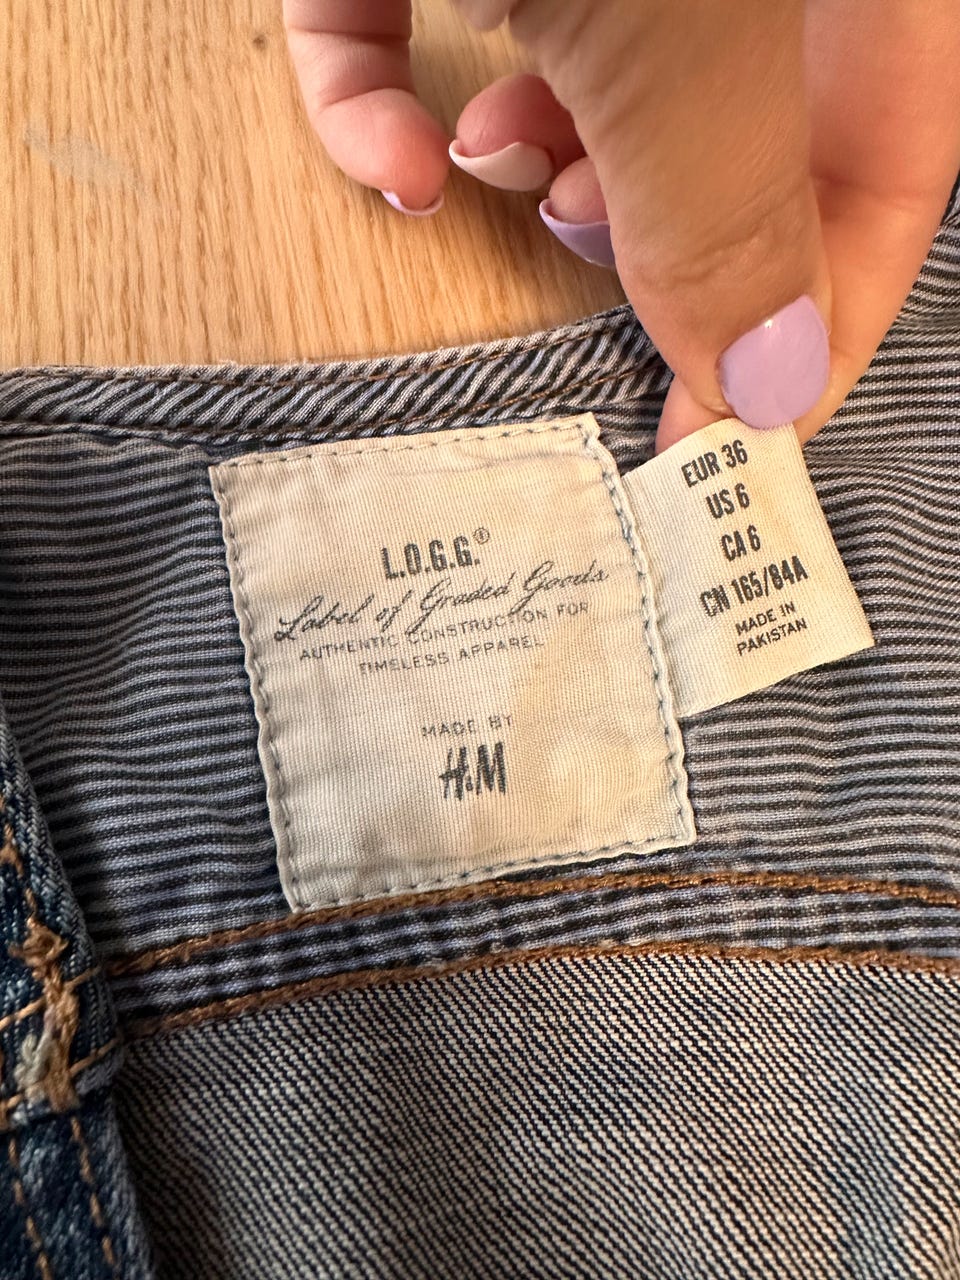 L.O.G.G.®
Label of Graded Goods
AUTHENTIC CONSTRUCTION FOR
TIMELESS APPAREL
MADE BY
H&M
EUR 36
US 6
CA 6
CN 165/84A
MADE IN
PAKISTAN